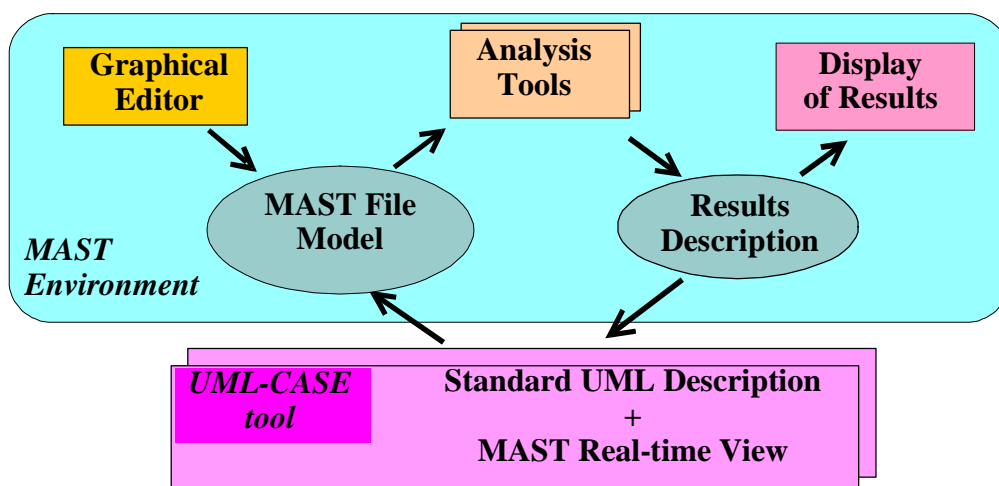 Graphical
Editor
Analysis
Tools
Display
of Results
MAST File
Model
Results
Description
MAST
Environment
UML-CASE
tool
Standard UML Description
+
MAST Real-time View